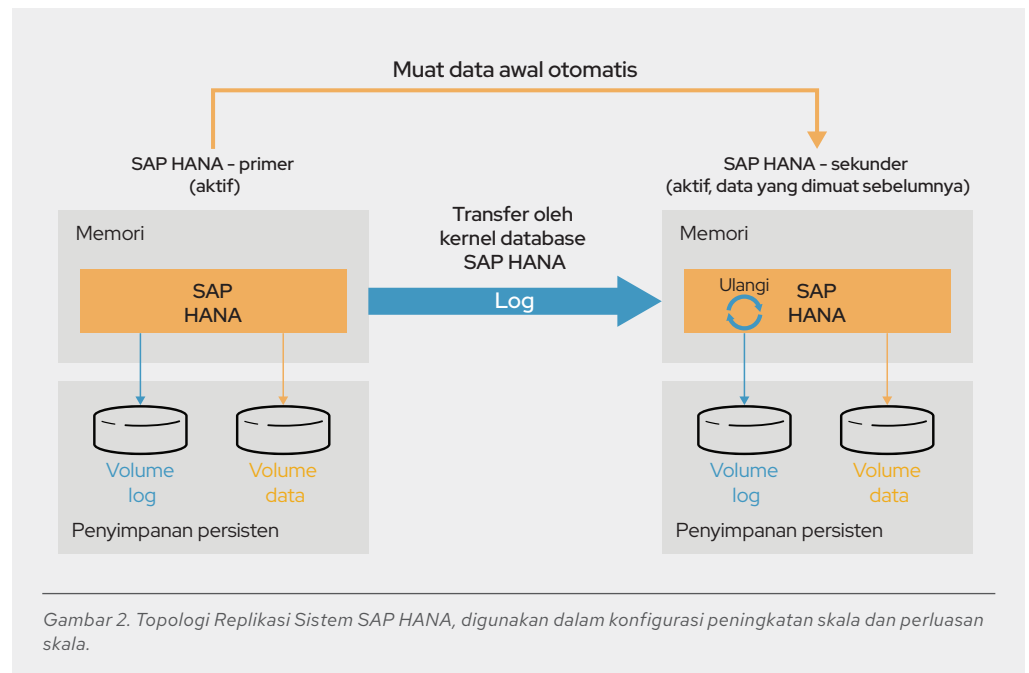 Muat data awal otomatis
SAP HANA - primer
(aktif)
SAP HANA - sekunder
(aktif, data yang dimuat sebelumnya)
Memori
SAP
HANA
Transfer oleh
kernel database
SAP HANA
Log
Memori
Ulangi
SAP
HANA
Volume
log
Volume
data
Penyimpanan persisten
Volume
log
Volume
data
Penyimpanan persisten
Gambar 2. Topologi Replikasi Sistem SAP HANA, digunakan dalam konfigurasi peningkatan skala dan perluasan
skala.